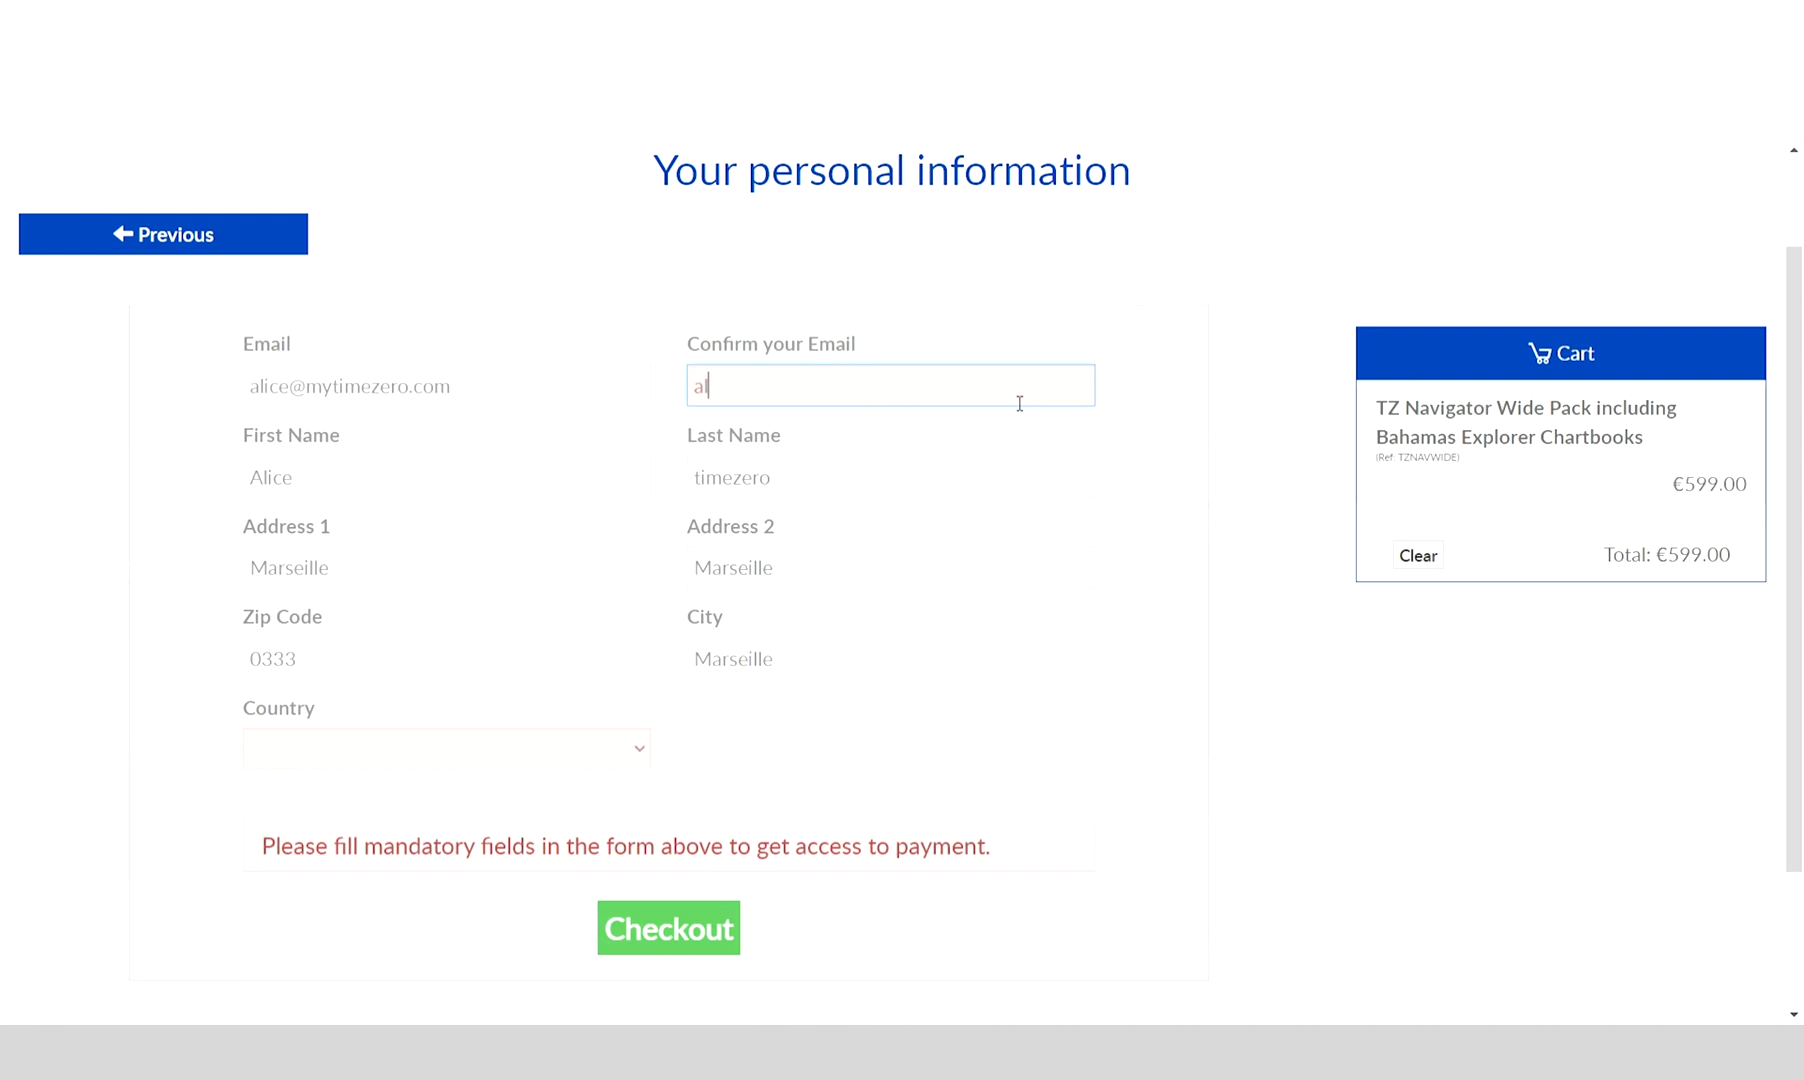 Your personal information
Previous
Email
Confirm your Email
alice@mytimezero.com
al
First Name
Last Name
Alice
timezero
Address 1
Address 2
Marseille
Marseille
Zip Code
City
0333
Marseille
Country
Please fill mandatory fields in the form above to get access to payment.
Checkout
Cart
TZ Navigator Wide Pack including
Bahamas Explorer Chartbooks
(Ref: TZNAVWIDE)
€599.00
Clear
Total: €599.00